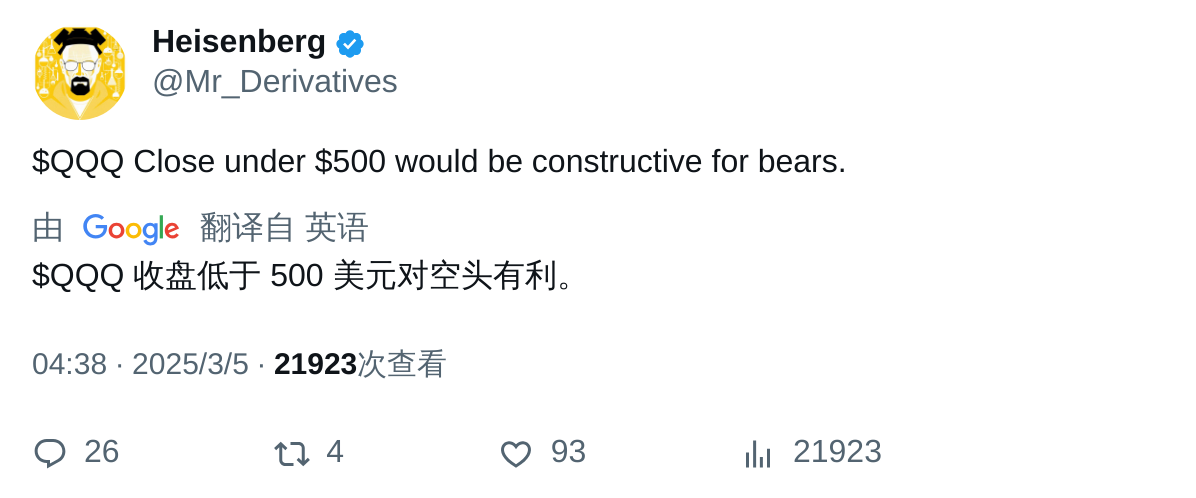 Heisenberg
@Mr_Derivatives
$QQQ Close under $500 would be constructive for bears.
由 Google 翻译自 英语
$QQQ 收盘低于 500 美元对空头有利。
04:38 · 2025/3/5 · 21923次查看
26 4 93 21923